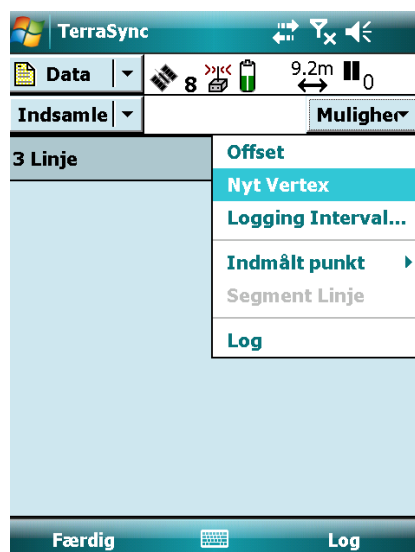 TerraSync
Data 8 9.2m 0
Indsamle Mulighe
3 Linje
Offset
Nyt Vertex
Logging Interval...
Indmålt punkt
Segment Linje
Log
Færdig Log